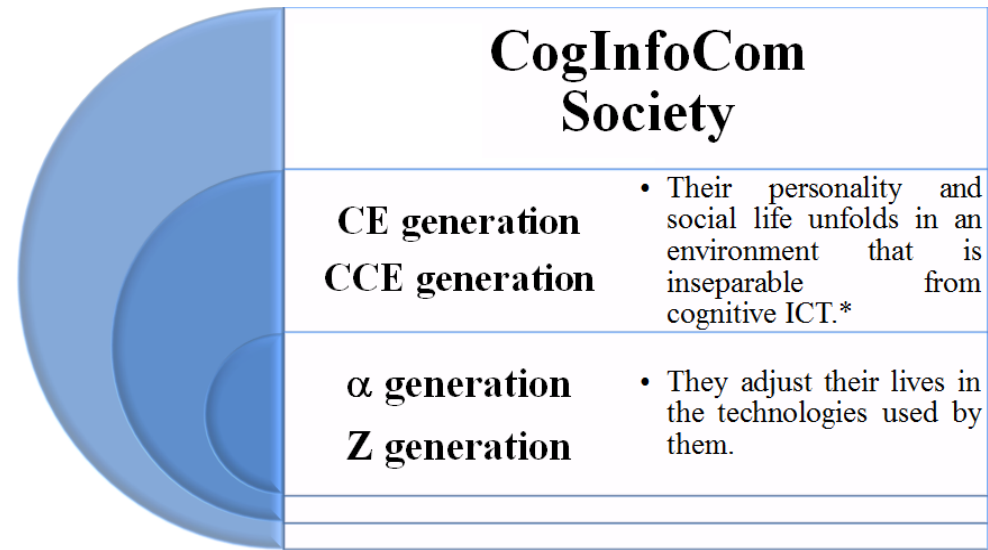 CogInfoCom
Society
CE generation
CCE generation
• Their personality and
social life unfolds in an
environment that is
inseparable from
cognitive ICT.*
α generation
Z generation
• They adjust their lives in
the technologies used by
them.